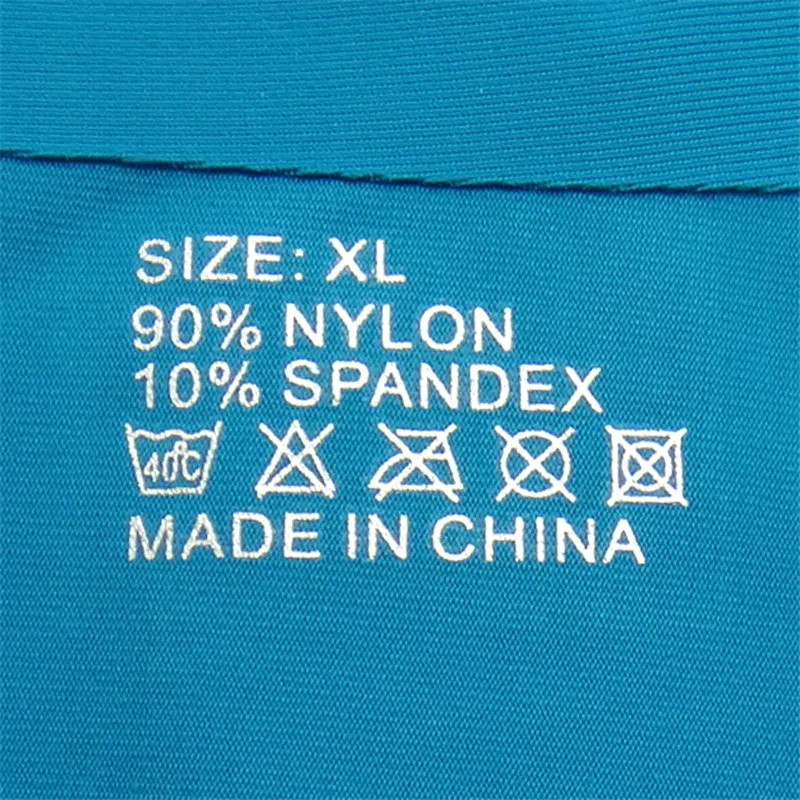 SIZE: XL
90% NYLON
10% SPANDEX
40℃
MADE IN CHINA